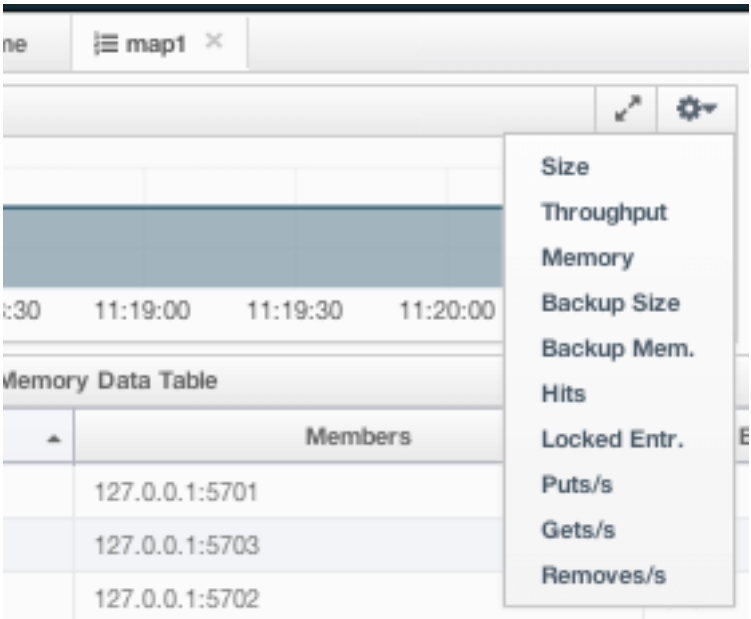 me
map1
Size
Throughput
Memory
Backup Size
Backup Mem.
Hits
Locked Entr.
Puts/s
Gets/s
Removes/s
:30 11:19:00 11:19:30 11:20:00
Memory Data Table
Members
127.0.0.1:5701
127.0.0.1:5703
127.0.0.1:5702